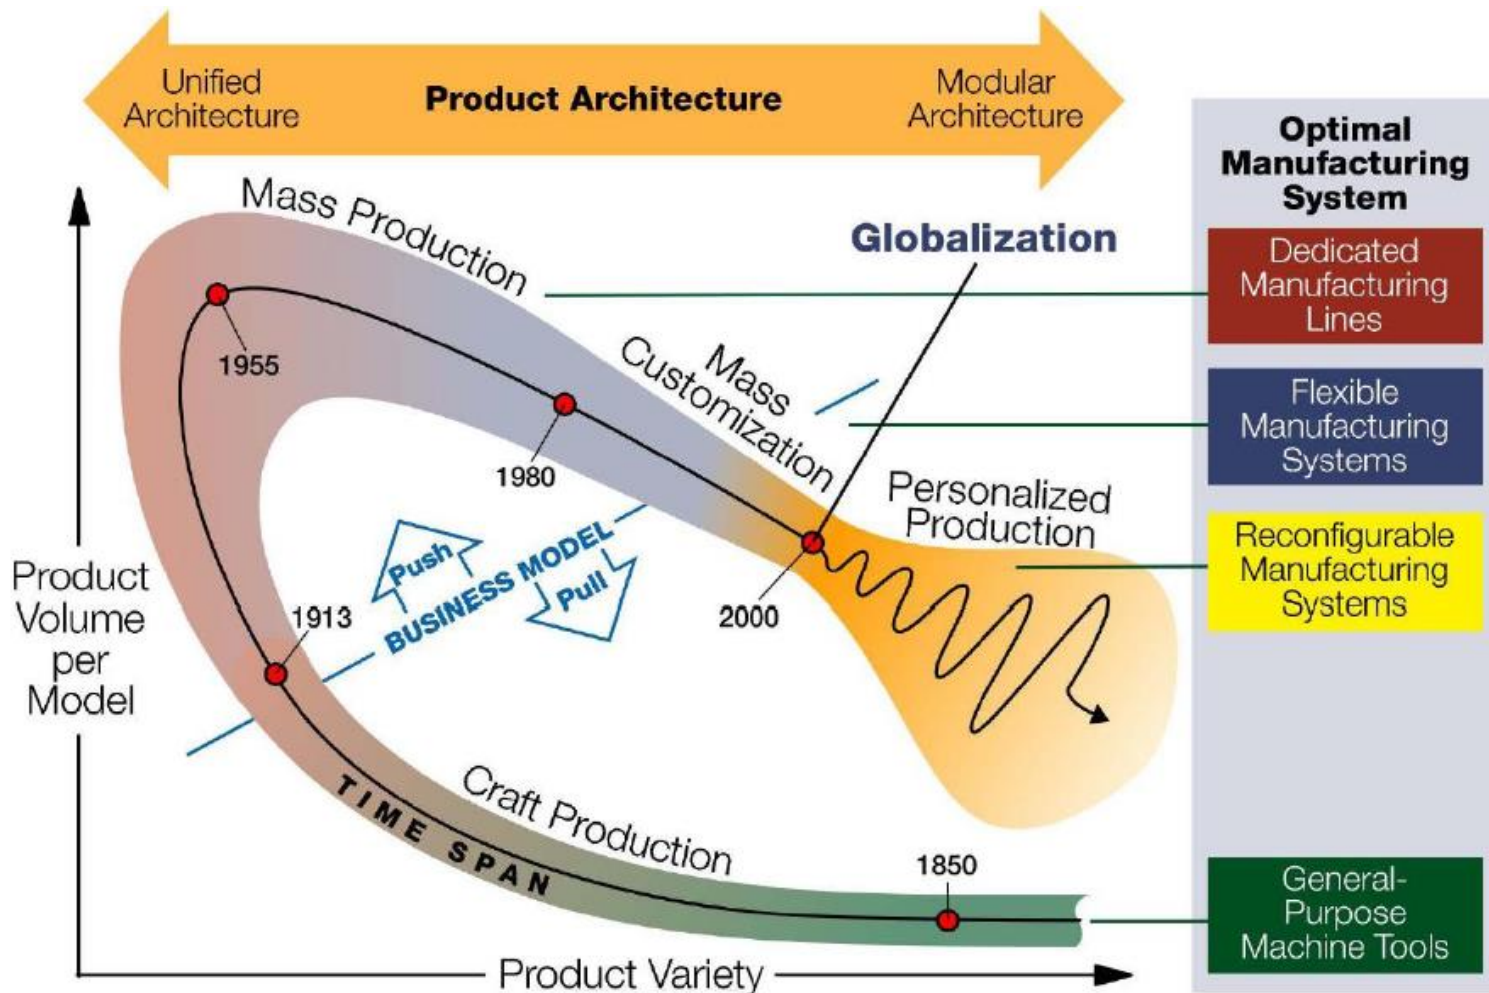 Unified
Architecture
Product Architecture
Modular
Architecture
Mass Production
Globalization
Mass
Customization
Personalized
Production
1955
1980
2000
1913
1850
Push
BUSINESS MODEL
Pull
Product
Volume
per
Model
TIME SPAN
Craft Production
Product Variety
Optimal
Manufacturing
System
Dedicated
Manufacturing
Lines
Flexible
Manufacturing
Systems
Reconfigurable
Manufacturing
Systems
General-
Purpose
Machine Tools